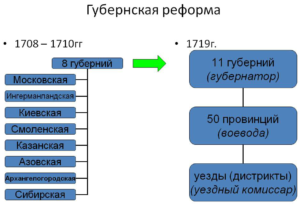 Губернская реформа
• 1708 – 1710гг
8 губерний
Московская
Ингерманландская
Киевская
Смоленская
Казанская
Азовская
Архангелогородская
Сибирская
• 1719г.
11 губерний
(губернатор)
50 провинций
(воевода)
уезды (дистрикты)
(уездный комиссар)